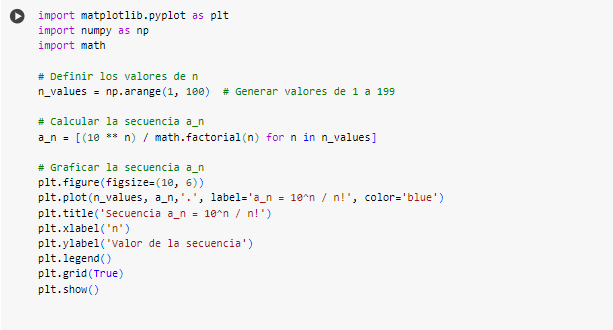 import matplotlib.pyplot as plt
import numpy as np
import math
# Definir los valores de n
n_values = np.arange(1, 100)  # Generar valores de 1 a 199
# Calcular la secuencia a_n
a_n = [(10 ** n) / math.factorial(n) for n in n_values]
# Graficar la secuencia a_n
plt.figure(figsize=(10, 6))
plt.plot(n_values, a_n,'.', label='a_n = 10^n / n!', color='blue')
plt.title('Secuencia a_n = 10^n / n!')
plt.xlabel('n')
plt.ylabel('Valor de la secuencia')
plt.legend()
plt.grid(True)
plt.show()